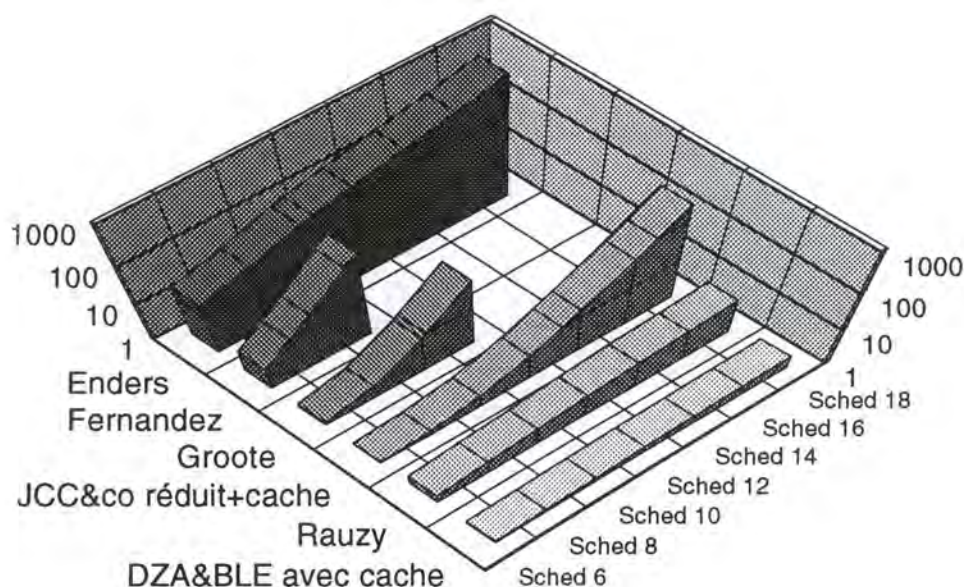 1000
100
10
1
Enders
Fernandez
Groote
JCC&co réduit+cache
Rauzy
DZA&BLE avec cache
1000
100
10
1
Sched 18
Sched 16
Sched 14
Sched 12
Sched 10
Sched 8
Sched 6